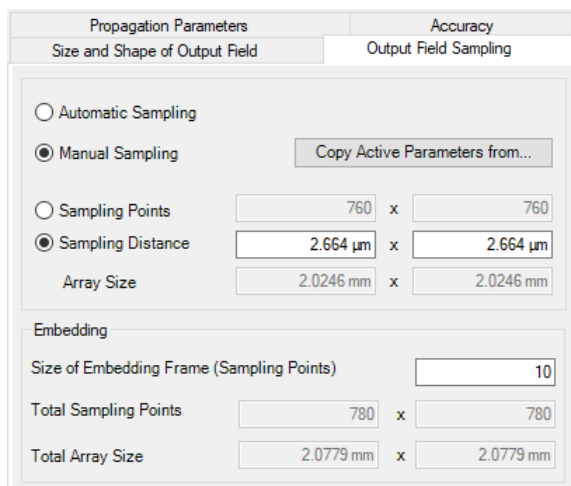 Propagation Parameters Accuracy
Size and Shape of Output Field Output Field Sampling
Automatic Sampling
Manual Sampling Copy Active Parameters from...
Sampling Points 760 x 760
Sampling Distance 2.664 µm x 2.664 µm
Array Size 2.0246 mm x 2.0246 mm
Embedding
Size of Embedding Frame (Sampling Points) 10
Total Sampling Points 780 x 780
Total Array Size 2.0779 mm x 2.0779 mm